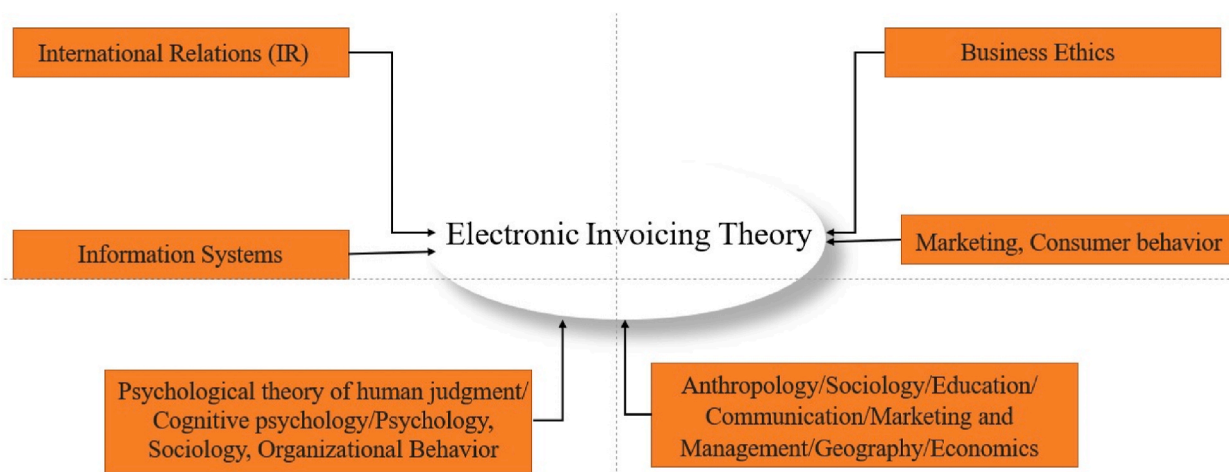 International Relations (IR)
Business Ethics
Electronic Invoicing Theory
Information Systems
Marketing, Consumer behavior
Psychological theory of human judgment/
Cognitive psychology/Psychology,
Sociology, Organizational Behavior
Anthropology/Sociology/Education/
Communication/Marketing and
Management/Geography/Economics